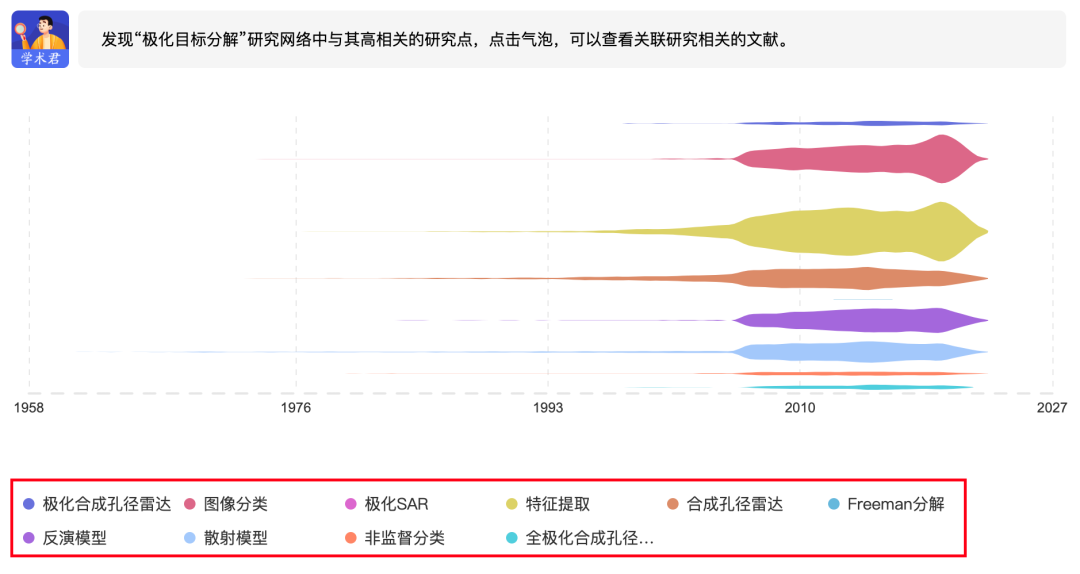 发现“极化目标分解”研究网络中与其高相关的研究点，点击气泡，可以查看关联研究相关的文献。
学术君
1958 1976 1993 2010 2027
极化合成孔径雷达 图像分类 极化SAR 特征提取 合成孔径雷达 Freeman分解
反演模型 散射模型 非监督分类 全极化合成孔径...